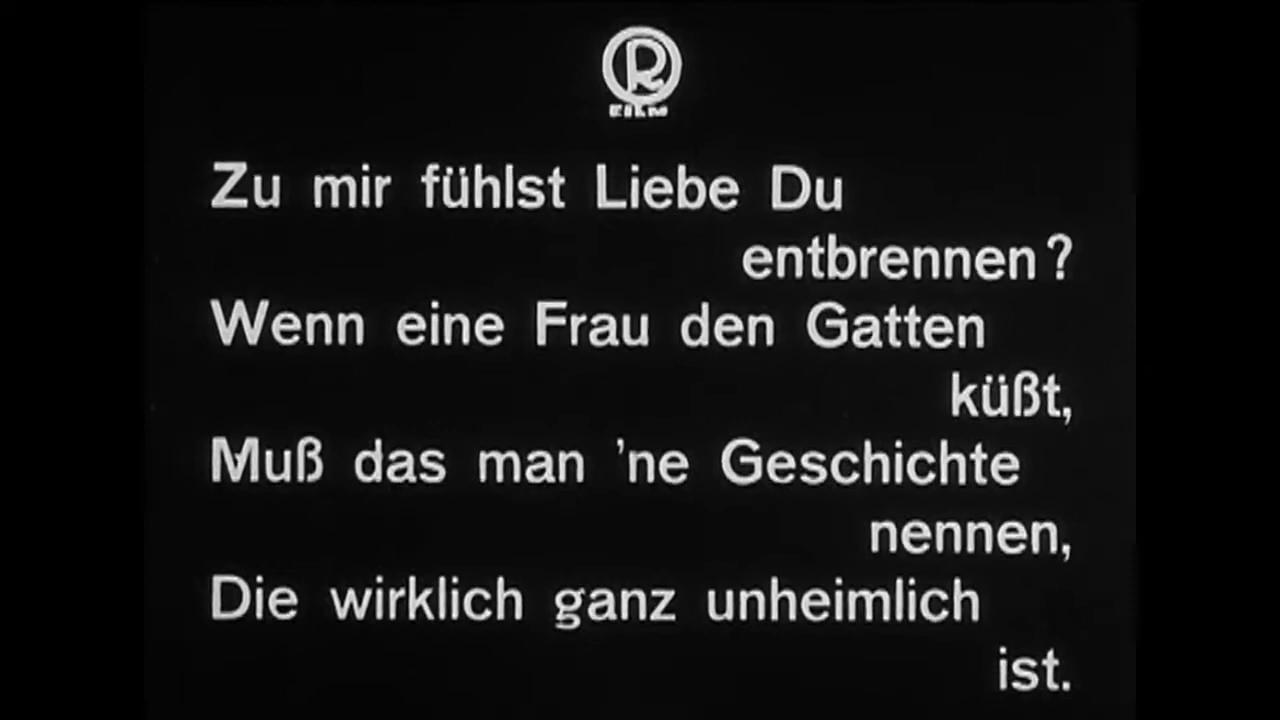 R
FILM
Zu mir fühlst Liebe Du
entbrennen?
Wenn eine Frau den Gatten
küßt,
Muß das man 'ne Geschichte
nennen,
Die wirklich ganz unheimlich
ist.